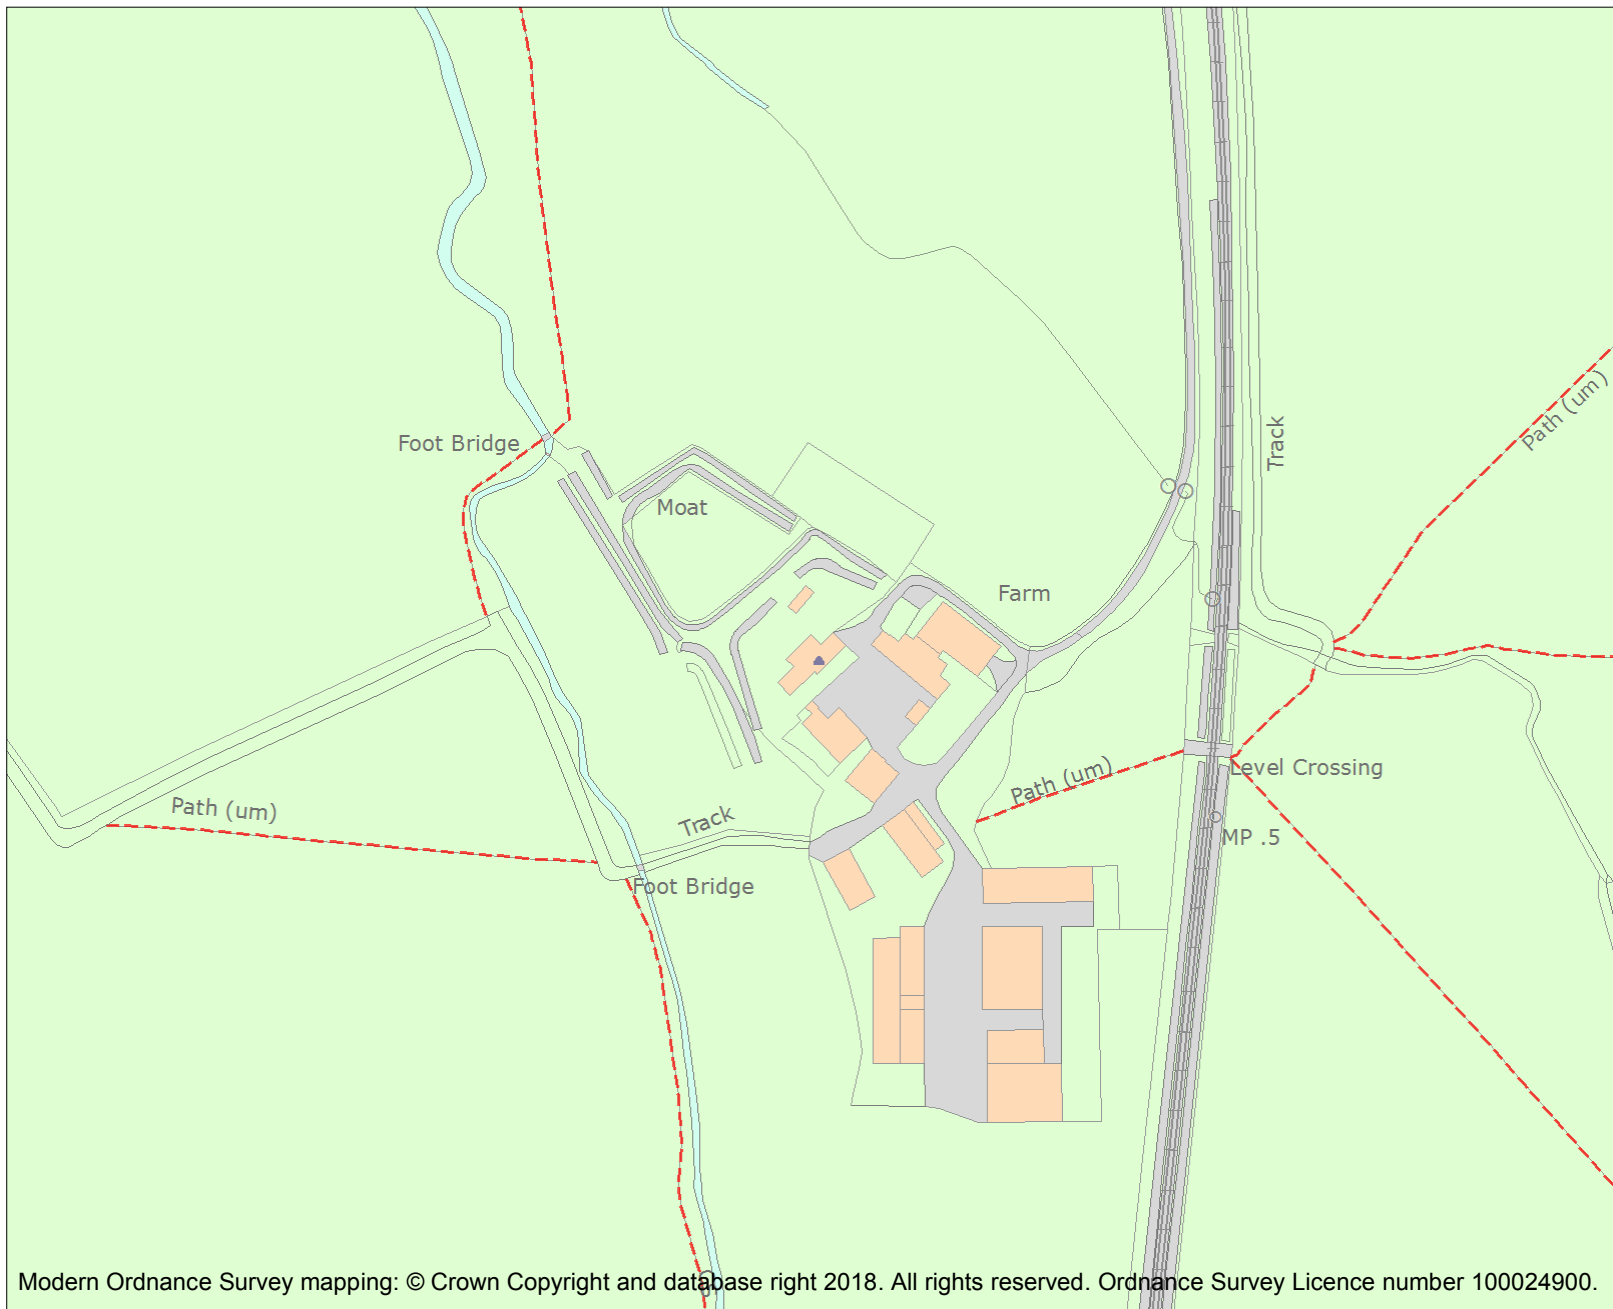 Path (um)
Foot Bridge
Track
Moat
Farm
Path (um)
Track
Path (um)
Level Crossing
MP .5
Foot Bridge
Modern Ordnance Survey mapping: © Crown Copyright and database right 2018. All rights reserved. Ordnance Survey Licence number 100024900.